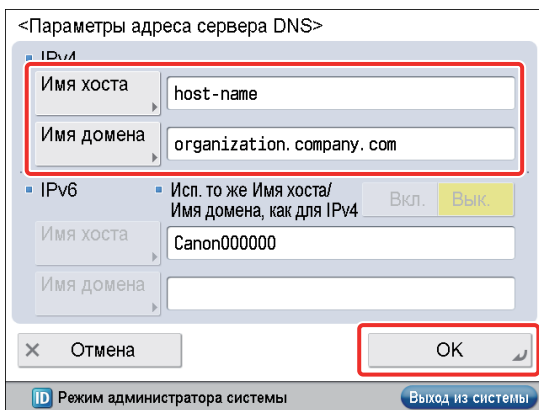 <Параметры адреса сервера DNS>
IPv4
Имя хоста
host-name
Имя домена
organization.company.com
IPv6
Исп. то же Имя хоста/
Имя домена, как для IPv4
Вкл.
Вык.
Имя хоста
Canon000000
Имя домена
Отмена
OK
ID Режим администратора системы
Выход из системы